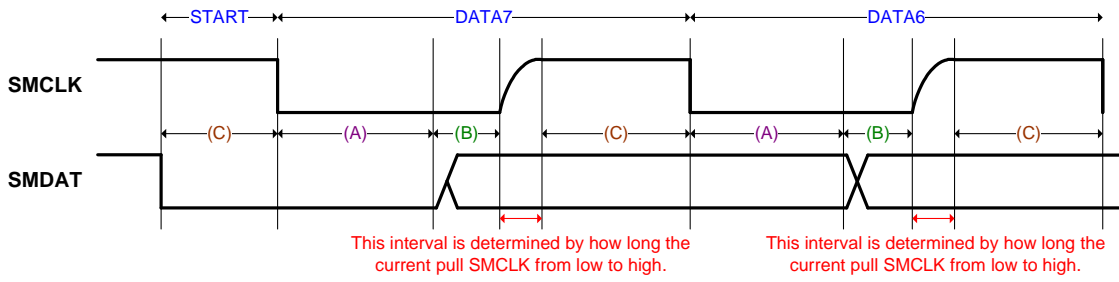 START DATA7 DATA6
SMCLK
(C) (A) (B) (C) (A) (B) (C)
SMDAT
This interval is determined by how long the
current pull SMCLK from low to high.
This interval is determined by how long the
current pull SMCLK from low to high.